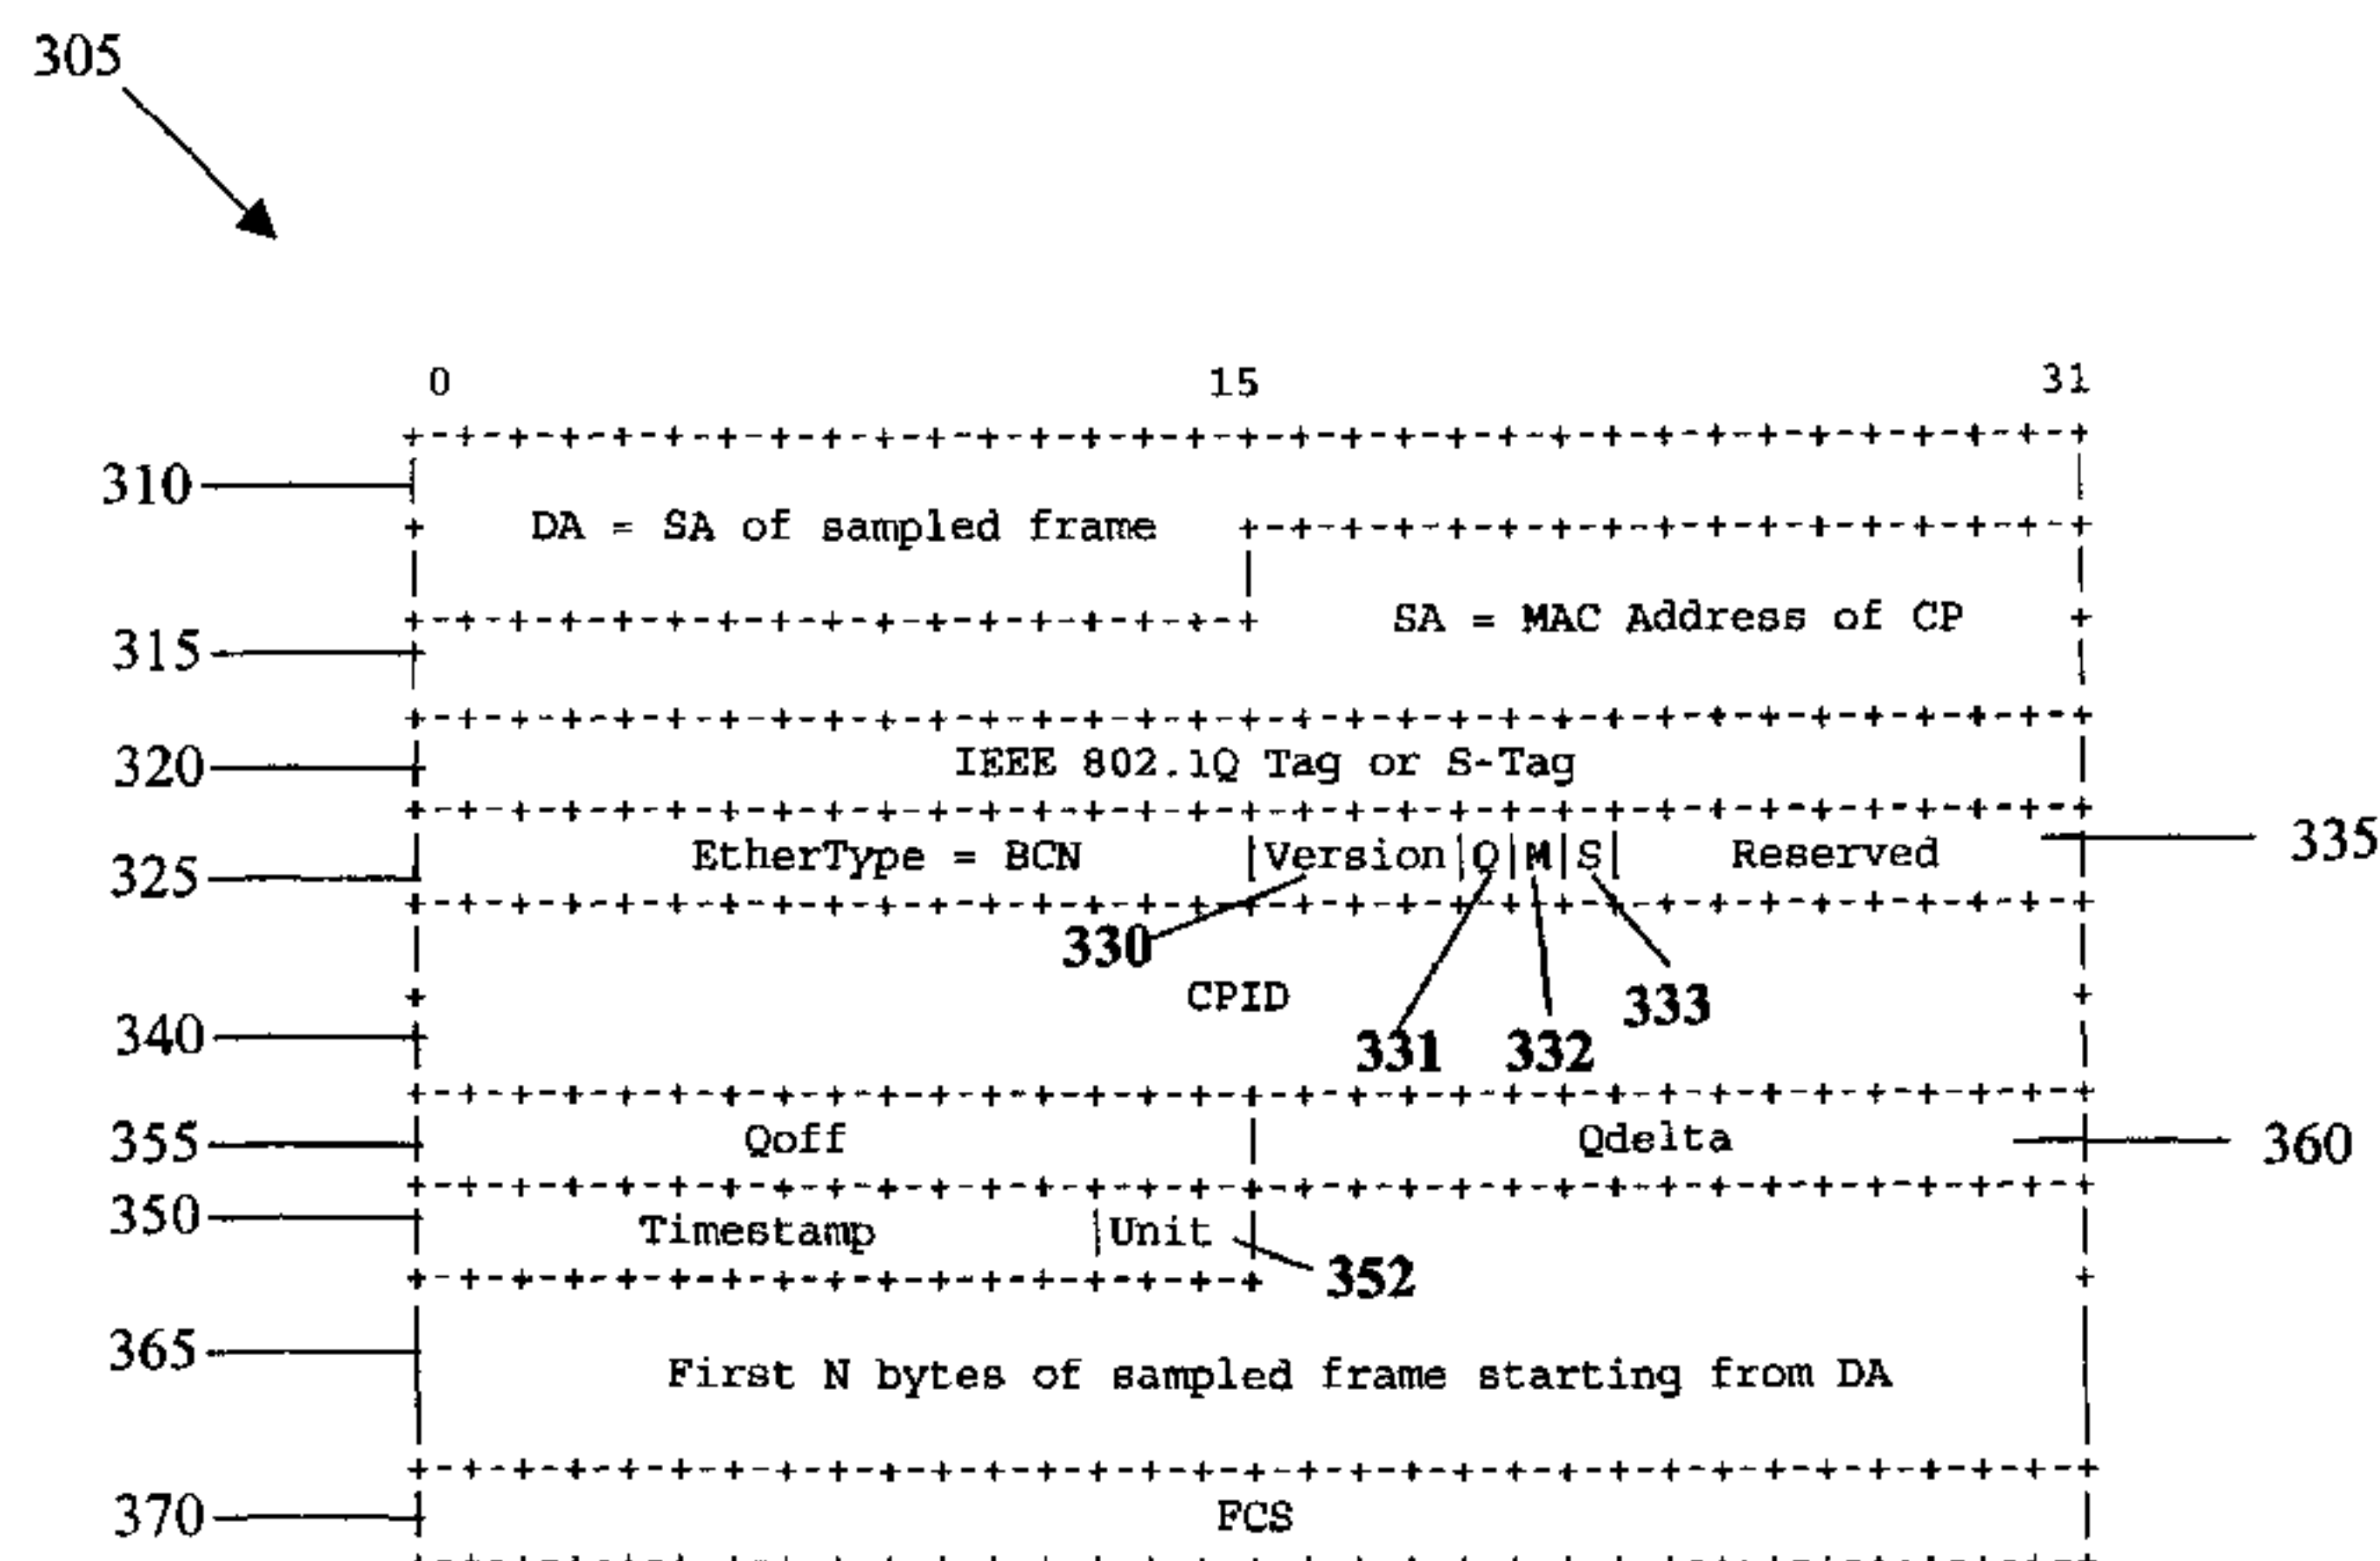 305
0 15 31
310
DA = SA of sampled frame
315 SA = MAC Address of CP
320 IEEE 802.1Q Tag or S-Tag
325 EtherType = BCN |Version|Q|M|S| Reserved 335
330
CPID
331 332 333
340
355 Qoff | Qdelta 360
350 Timestamp |Unit |
352
365
First N bytes of sampled frame starting from DA
370 FCS